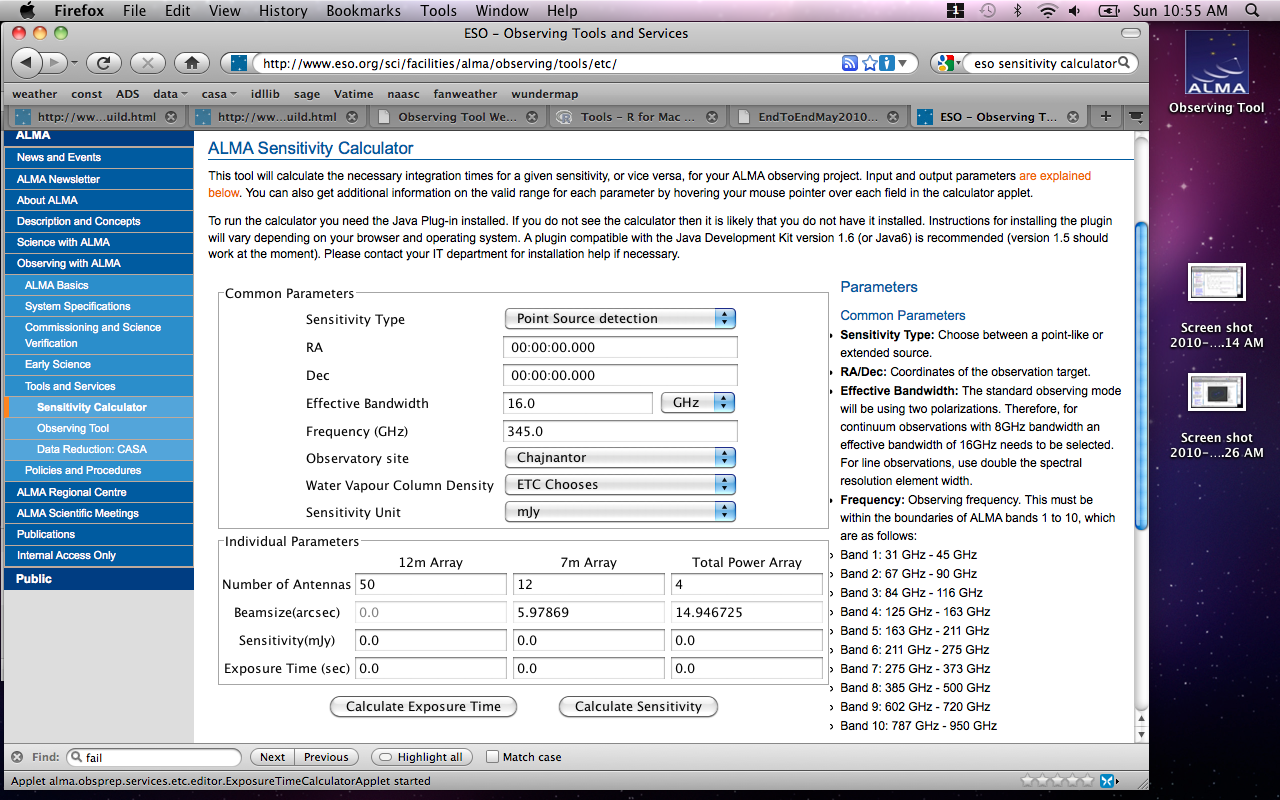 Firefox File Edit View History Bookmarks Tools Window Help
1 Sun 10:55 AM
ESO - Observing Tools and Services
http://www.eso.org/sci/facilities/alma/observing/tools/etc/
eso sensitivity calculator
weather const ADS data casa idllib sage Vatime naasc fanweather wundermap
http://ww...uild.html http://ww...uild.html Observing Tool We... Tools - R for Mac ... EndToEndMay2010... ESO - Observing T...
ALMA
News and Events
ALMA Newsletter
About ALMA
Description and Concepts
Science with ALMA
Observing with ALMA
ALMA Basics
System Specifications
Commissioning and Science
Verification
Early Science
Tools and Services
Sensitivity Calculator
Observing Tool
Data Reduction: CASA
Policies and Procedures
ALMA Regional Centre
ALMA Scientific Meetings
Publications
Internal Access Only
Public
ALMA Sensitivity Calculator
This tool will calculate the necessary integration times for a given sensitivity, or vice versa, for your ALMA observing project. Input and output parameters are explained
below. You can also get additional information on the valid range for each parameter by hovering your mouse pointer over each field in the calculator applet.
To run the calculator you need the Java Plug-in installed. If you do not see the calculator then it is likely that you do not have it installed. Instructions for installing the plugin
will vary depending on your browser and operating system. A plugin compatible with the Java Development Kit version 1.6 (or Java6) is recommended (version 1.5 should
work at the moment). Please contact your IT department for installation help if necessary.
Common Parameters
Sensitivity Type Point Source detection
RA 00:00:00.000
Dec 00:00:00.000
Effective Bandwidth 16.0 GHz
Frequency (GHz) 345.0
Observatory site Chajnantor
Water Vapour Column Density ETC Chooses
Sensitivity Unit mJy
Individual Parameters
12m Array 7m Array Total Power Array
Number of Antennas 50 12 4
Beamsize(arcsec) 0.0 5.97869 14.946725
Sensitivity(mJy) 0.0 0.0 0.0
Exposure Time (sec) 0.0 0.0 0.0
Calculate Exposure Time Calculate Sensitivity
Parameters
Common Parameters
Sensitivity Type: Choose between a point-like or
extended source.
RA/Dec: Coordinates of the observation target.
Effective Bandwidth: The standard observing mode
will be using two polarizations. Therefore, for
continuum observations with 8GHz bandwidth an
effective bandwidth of 16GHz needs to be selected.
For line observations, use double the spectral
resolution element width.
Frequency: Observing frequency. This must be
within the boundaries of ALMA bands 1 to 10, which
are as follows:
Band 1: 31 GHz - 45 GHz
Band 2: 67 GHz - 90 GHz
Band 3: 84 GHz - 116 GHz
Band 4: 125 GHz - 163 GHz
Band 5: 163 GHz - 211 GHz
Band 6: 211 GHz - 275 GHz
Band 7: 275 GHz - 373 GHz
Band 8: 385 GHz - 500 GHz
Band 9: 602 GHz - 720 GHz
Band 10: 787 GHz - 950 GHz
Find: fail Next Previous Highlight all Match case
Applet alma.obsprep.services.etc.editor.ExposureTimeCalculatorApplet started
ALMA
Observing Tool
Screen shot
2010-....14 AM
Screen shot
2010-....26 AM